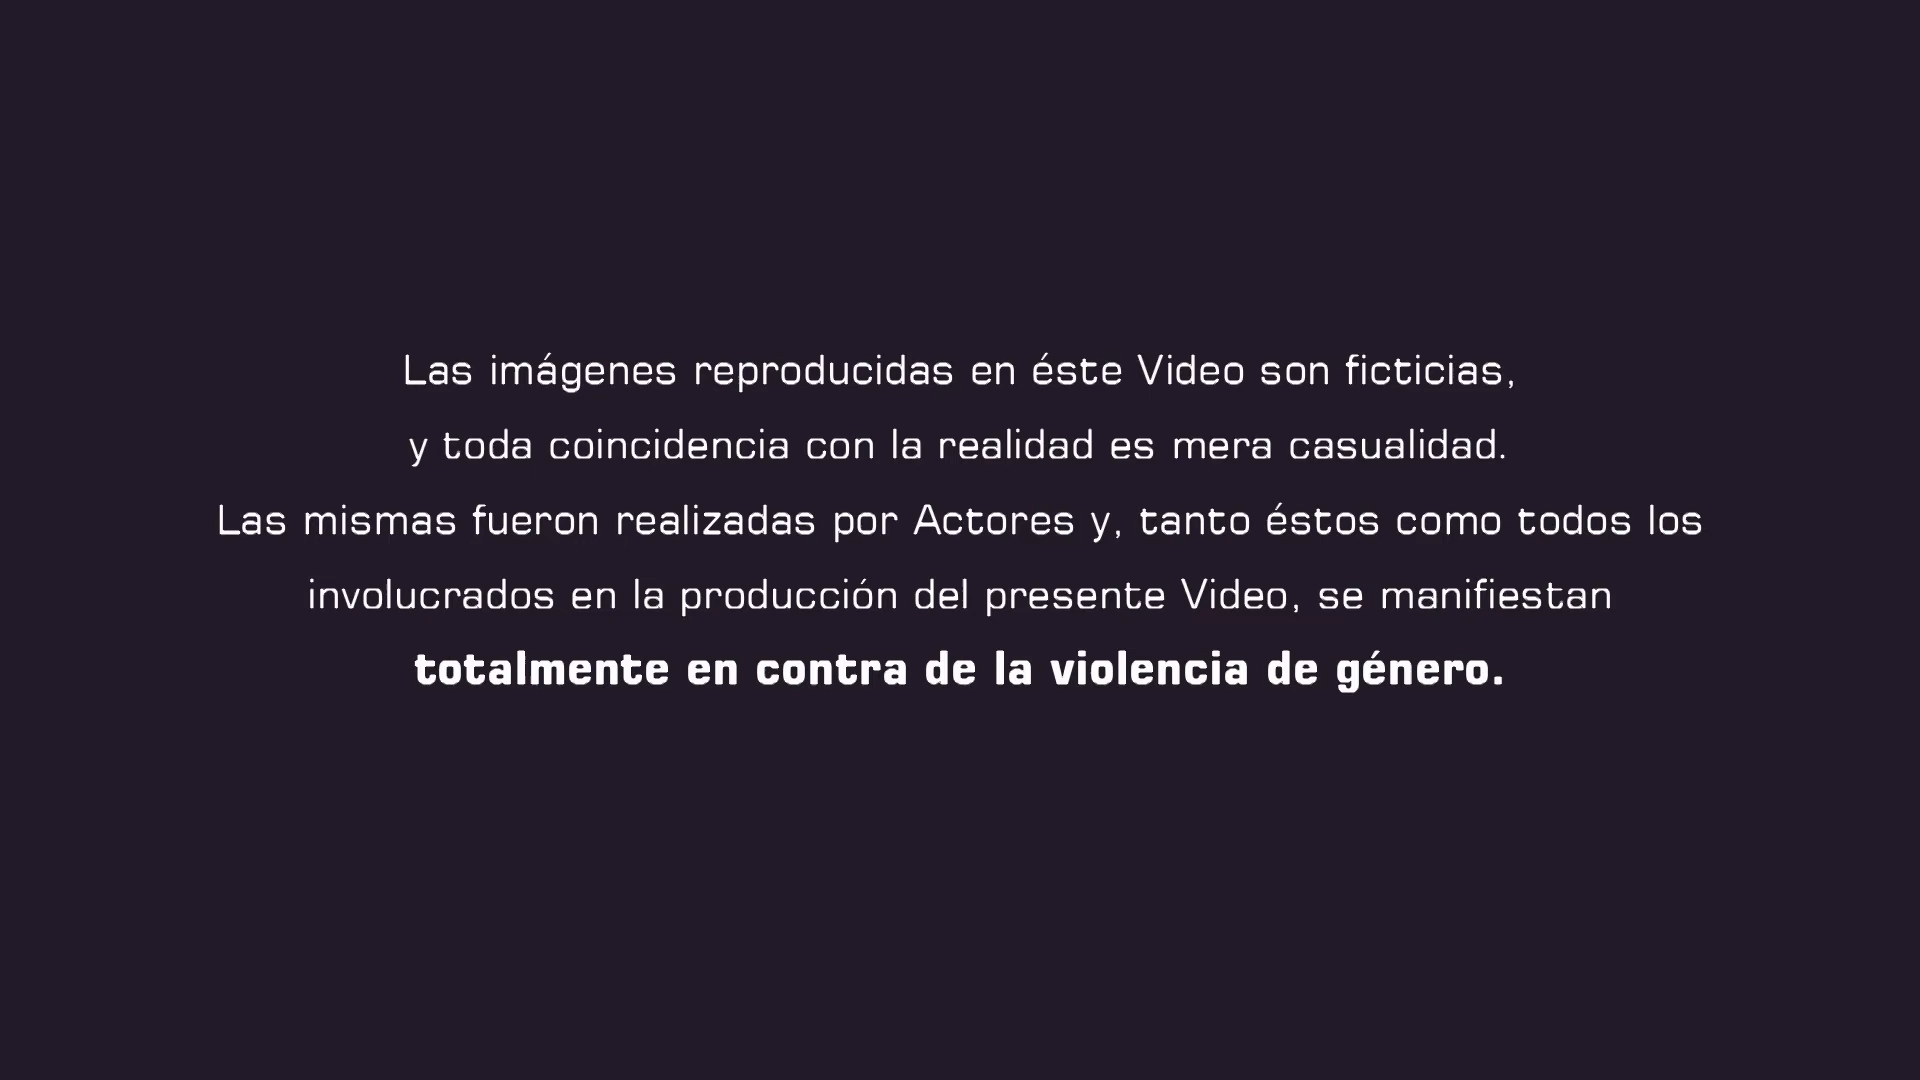 Las imágenes reproducidas en éste Video son ficticias,
y toda coincidencia con la realidad es mera casualidad.
Las mismas fueron realizadas por Actores y, tanto éstos como todos los
involucrados en la producción del presente Video, se manifiestan
totalmente en contra de la violencia de género.